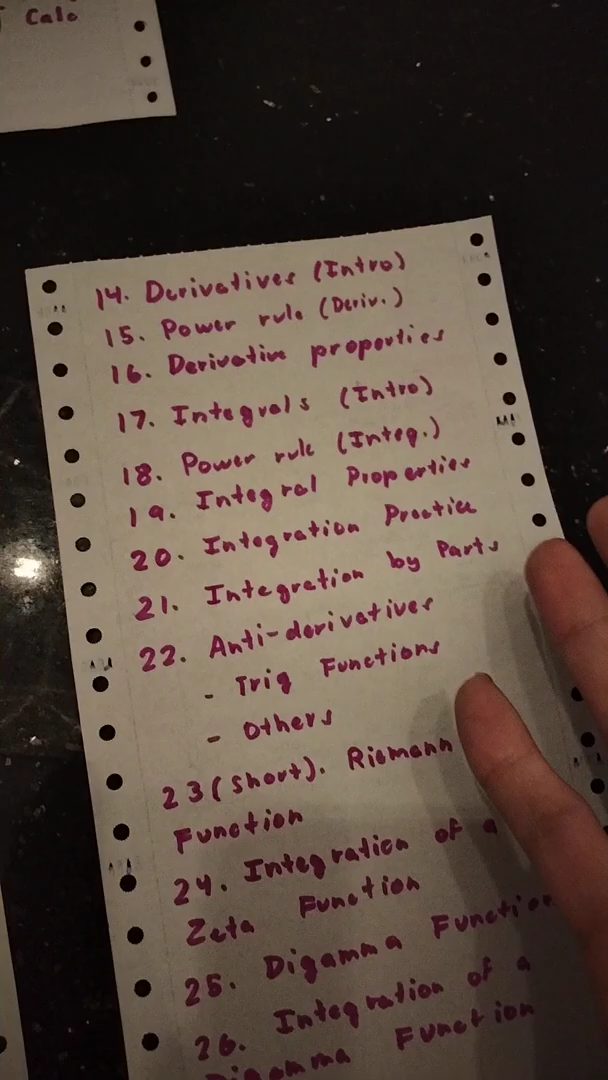 Calc
14. Derivatives (Intro)
15. Power rule (Deriv.)
16. Derivative properties
17. Integrals (Intro)
18. Power rule (Integ.)
19. Integral Properties
20. Integration Practice
21. Integration by Parts
22. Anti-derivatives
- Trig Functions
- Others
23 (short). Riemann
Function
24. Integration of a
Zeta Function
25. Digamma Function
26. Integration of a
Digamma Function